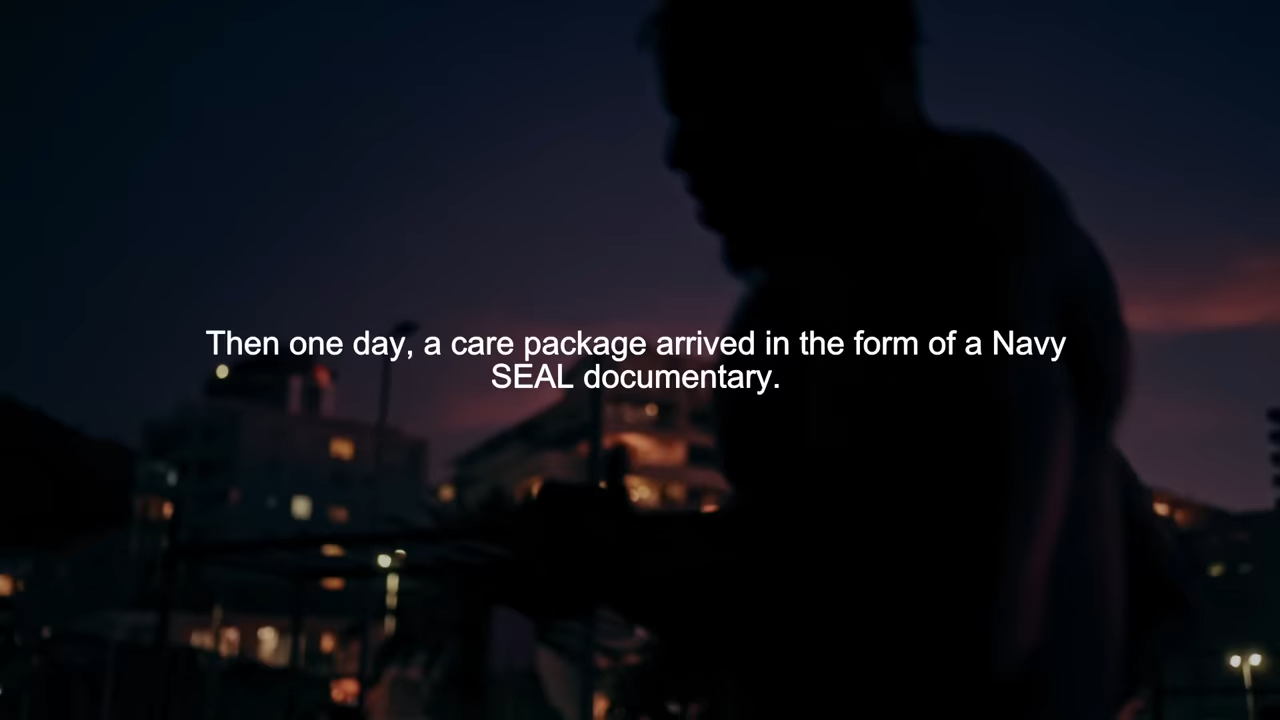 Then one day, a care package arrived in the form of a Navy
SEAL documentary.